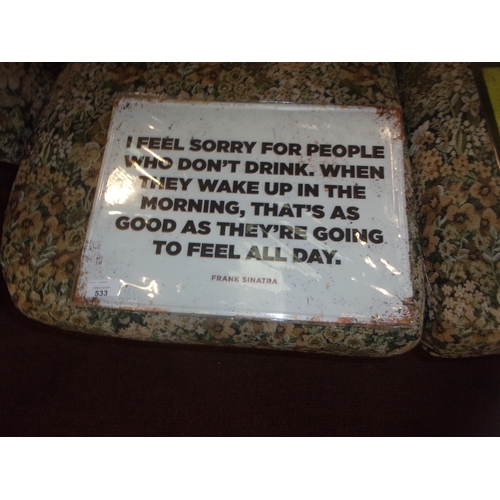 I FEEL SORRY FOR PEOPLE
WHO DON'T DRINK. WHEN
THEY WAKE UP IN THE
MORNING, THAT'S AS
GOOD AS THEY'RE GOING
TO FEEL ALL DAY.
FRANK SINATRA
533